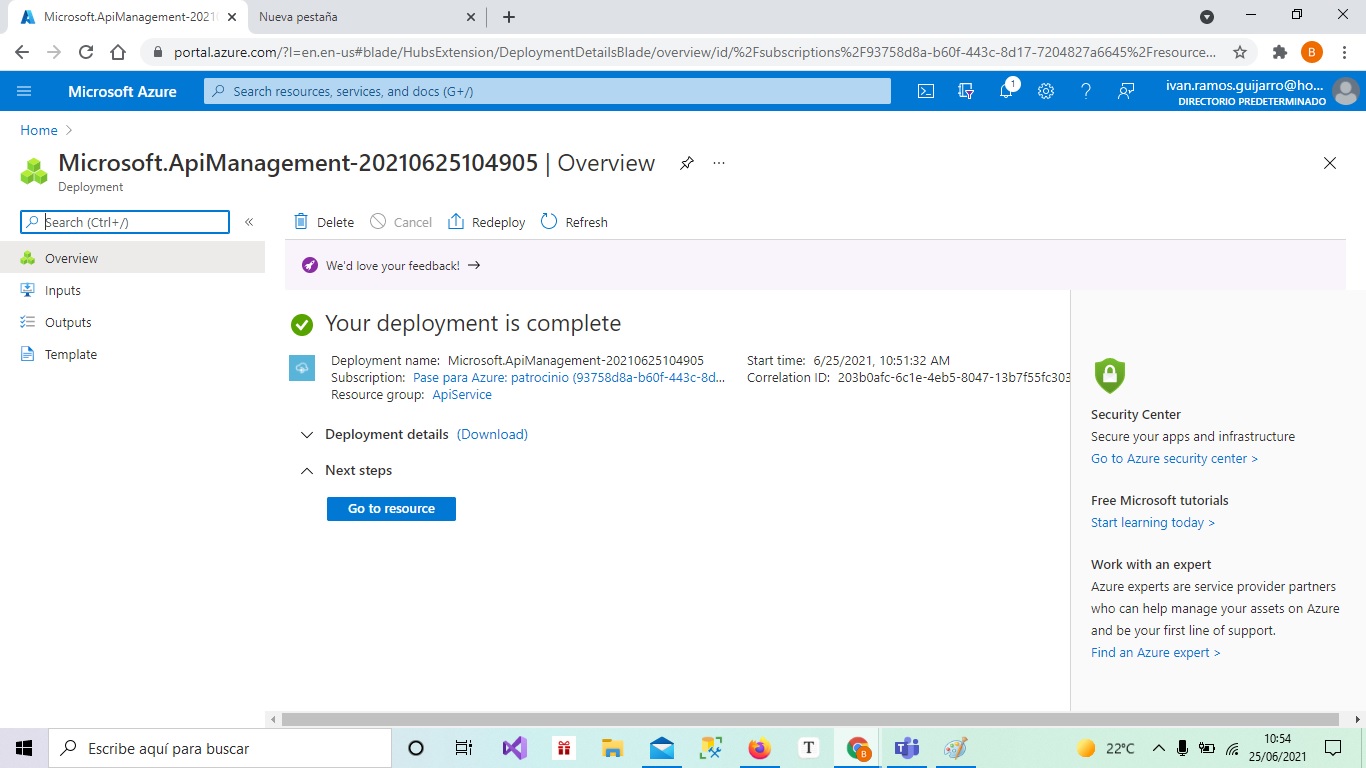 Microsoft.ApiManagement-20210
Nueva pestaña
portal.azure.com/?l=en.en-us#blade/HubsExtension/DeploymentDetailsBlade/overview/id/%2Fsubscriptions%2F93758d8a-b60f-443c-8d17-7204827a6645%2Fresource...
B
Microsoft Azure
Search resources, services, and docs (G+/)
1
ivan.ramos.guijarro@ho...
DIRECTORIO PREDETERMINADO
Home
Microsoft.ApiManagement-20210625104905 | Overview
Deployment
Search (Ctrl+/)
Delete
Cancel
Redeploy
Refresh
Overview
Inputs
Outputs
Template
We'd love your feedback!
Your deployment is complete
Deployment name: Microsoft.ApiManagement-20210625104905
Subscription: Pase para Azure: patrocinio (93758d8a-b60f-443c-8d...
Resource group: ApiService
Start time: 6/25/2021, 10:51:32 AM
Correlation ID: 203b0afc-6c1e-4eb5-8047-13b7f55fc303
Deployment details (Download)
Next steps
Go to resource
Security Center
Secure your apps and infrastructure
Go to Azure security center >
Free Microsoft tutorials
Start learning today >
Work with an expert
Azure experts are service provider partners
who can help manage your assets on Azure
and be your first line of support.
Find an Azure expert >
Escribe aquí para buscar
T
B
22°C
10:54
25/06/2021